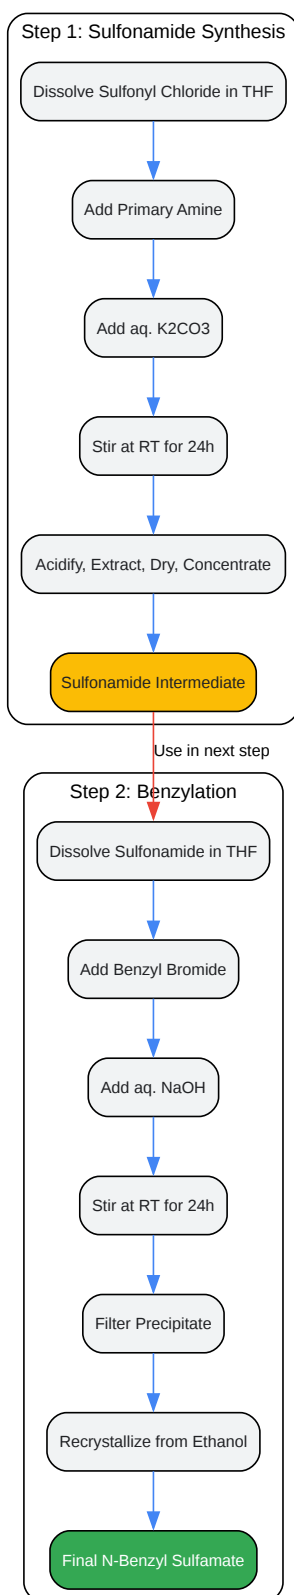 Step 1: Sulfonamide Synthesis
Dissolve Sulfonyl Chloride in THF
Add Primary Amine
Add aq. K2CO3
Stir at RT for 24h
Acidify, Extract, Dry, Concentrate
Sulfonamide Intermediate
Use in next step
Step 2: Benzylation
Dissolve Sulfonamide in THF
Add Benzyl Bromide
Add aq. NaOH
Stir at RT for 24h
Filter Precipitate
Recrystallize from Ethanol
Final N-Benzyl Sulfamate